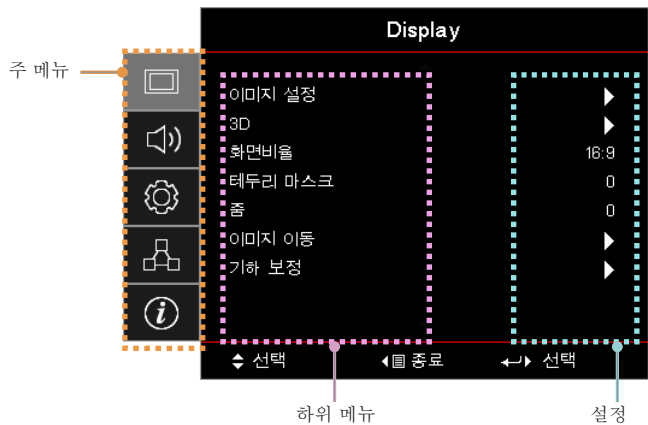 Display
주 메뉴
이미지 설정
3D
화면비율 16:9
테두리 마스크 0
줌 0
이미지 이동
기하 보정
선택 종료 선택
하위 메뉴 설정